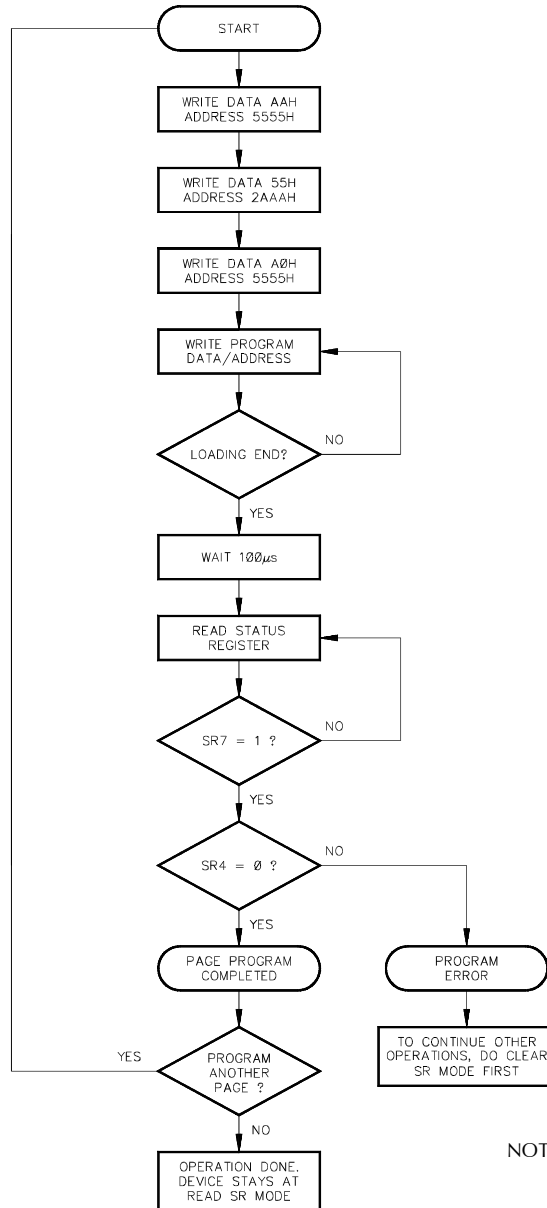 START
WRITE DATA AAH
ADDRESS 5555H
WRITE DATA 55H
ADDRESS 2AAAH
WRITE DATA A0H
ADDRESS 5555H
WRITE PROGRAM
DATA/ADDRESS
LOADING END?
NO
YES
WAIT 100µs
READ STATUS
REGISTER
SR7 = 1 ?
NO
YES
SR4 = 0 ?
NO
YES
PAGE PROGRAM
COMPLETED
PROGRAM
ERROR
TO CONTINUE OTHER
OPERATIONS, DO CLEAR
SR MODE FIRST
YES
PROGRAM
ANOTHER
PAGE ?
NO
OPERATION DONE.
DEVICE STAYS AT
READ SR MODE
NOT